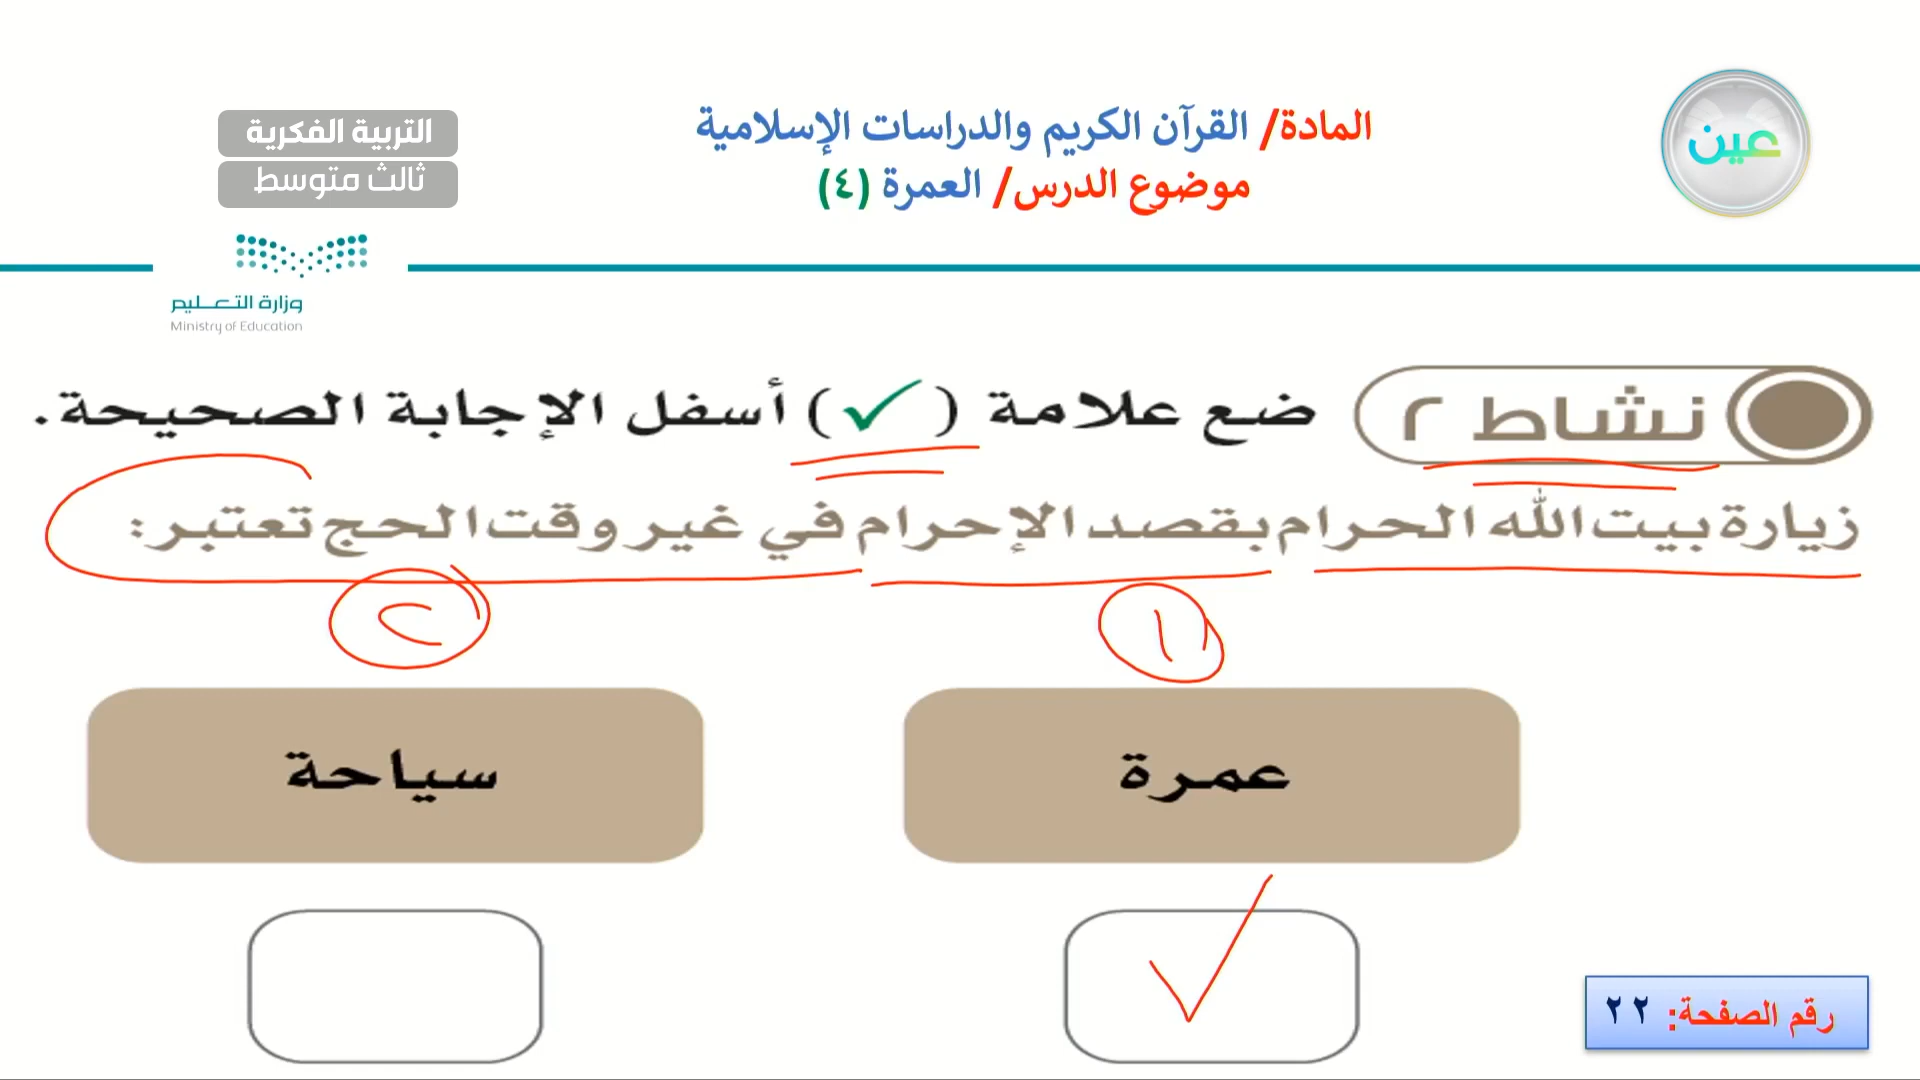 عين
المادة/ القرآن الكريم والدراسات الإسلامية
موضوع الدرس/ العمرة (٤)
التربية الفكرية
ثالث متوسط
وزارة التعليم
Ministry of Education
نشاط ٢
ضع علامة (✓) أسفل الإجابة الصحيحة.
زيارة بيت الله الحرام بقصد الإحرام في غير وقت الحج تعتبر:
١
٢
عمرة
سياحة
✓
رقم الصفحة: ٢٢